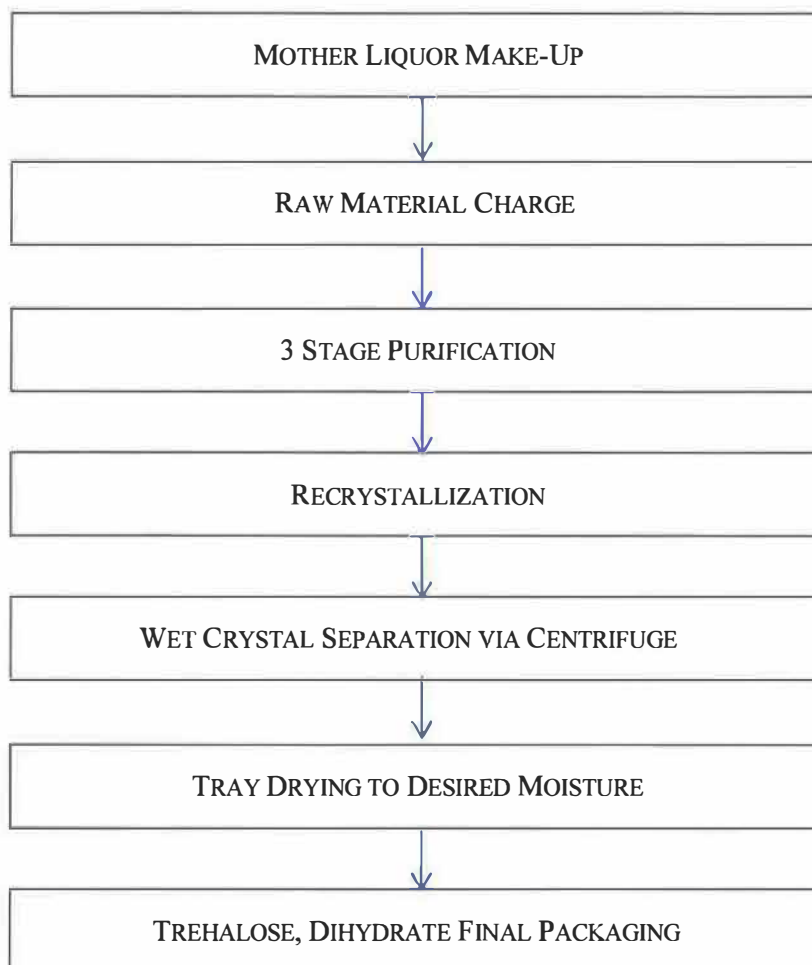 MOTHER LIQUOR MAKE-UP
RAW MATERIAL CHARGE
3 STAGE PURIFICATION
RECRYSTALLIZATION
WET CRYSTAL SEPARATION VIA CENTRIFUGE
TRAY DRYING TO DESIRED MOISTURE
TREHALOSE, DIHYDRATE FINAL PACKAGING